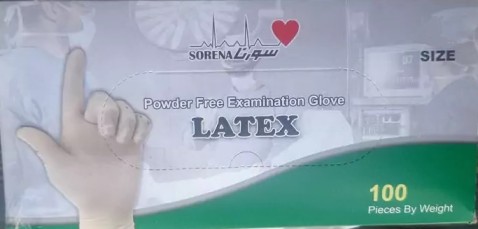 SORENA سورنا
SIZE
Powder Free Examination Glove
LATEX
100
Pieces By Weight